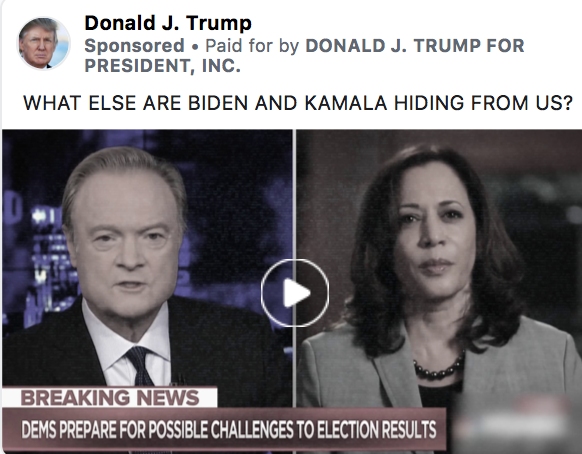 Donald J. Trump
Sponsored • Paid for by DONALD J. TRUMP FOR
PRESIDENT, INC.
WHAT ELSE ARE BIDEN AND KAMALA HIDING FROM US?
BREAKING NEWS
DEMS PREPARE FOR POSSIBLE CHALLENGES TO ELECTION RESULTS